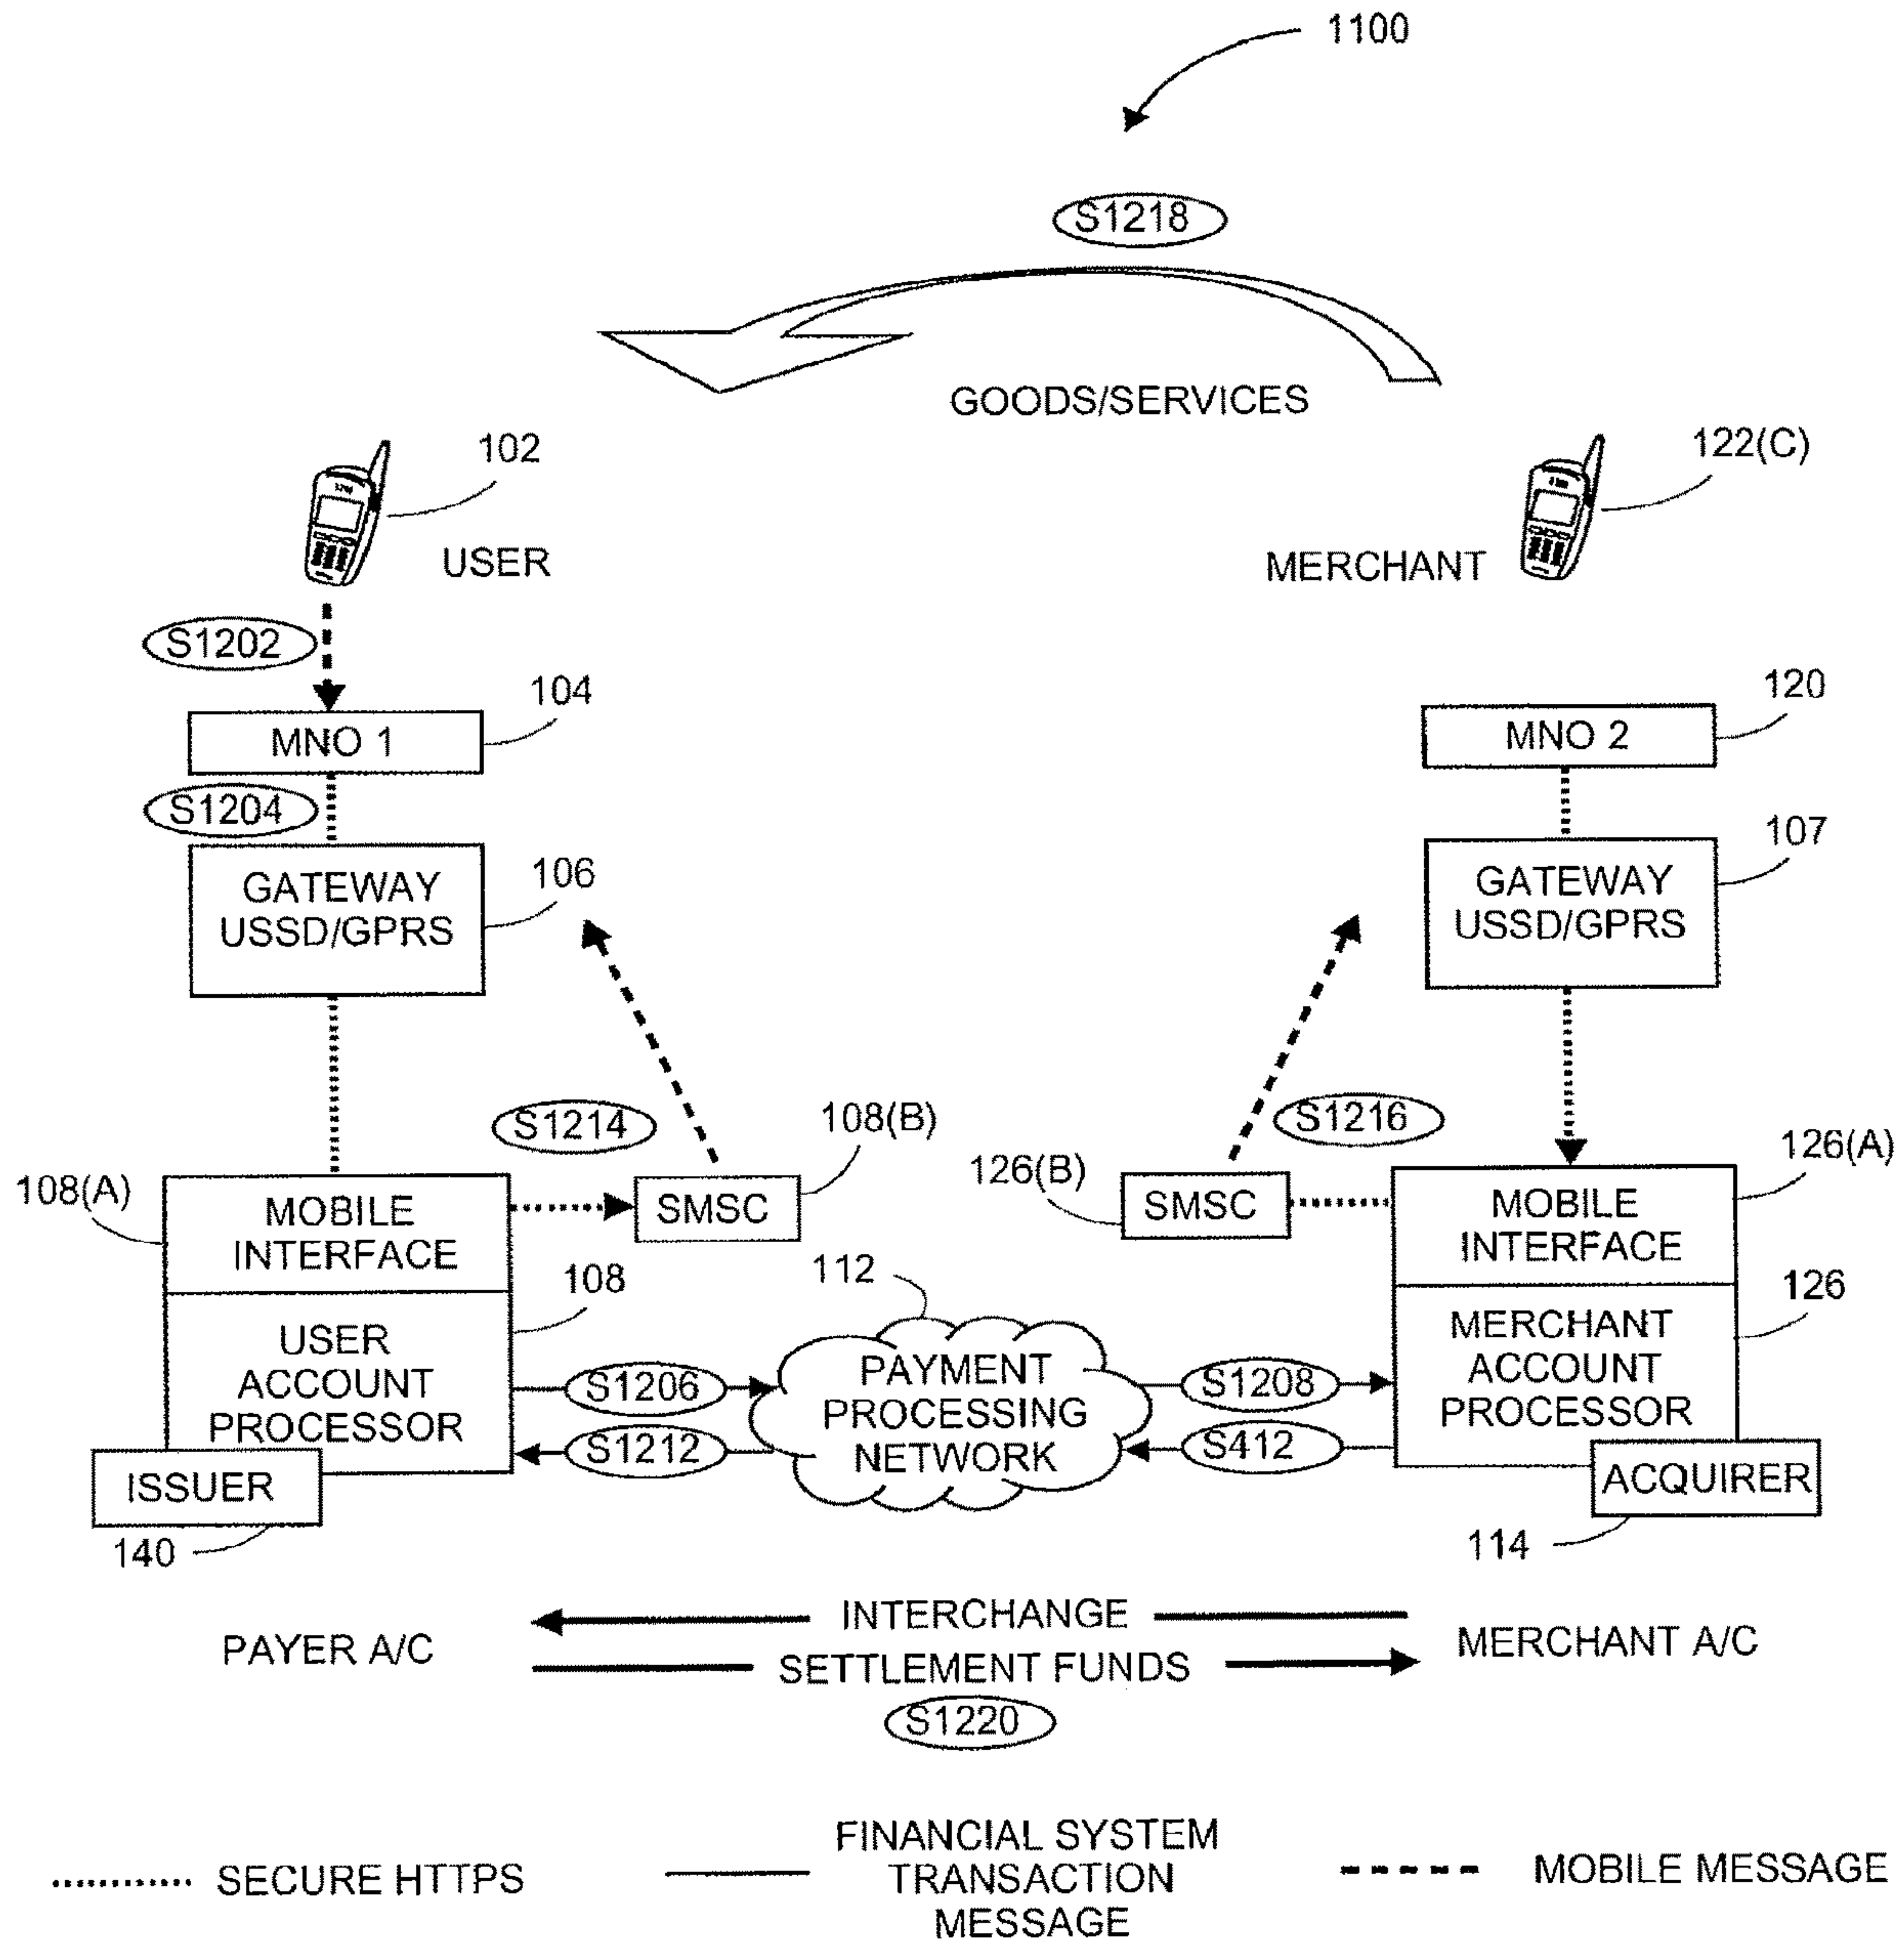 1100
S1218
GOODS/SERVICES
102
USER
122(C)
MERCHANT
S1202
104
MNO 1
120
MNO 2
S1204
106
GATEWAY
USSD/GPRS
107
GATEWAY
USSD/GPRS
S1214
108(B)
S1216
126(B)
126(A)
108(A)
MOBILE
INTERFACE
SMSC
SMSC
MOBILE
INTERFACE
108
112
126
USER
ACCOUNT
PROCESSOR
S1206
S1212
PAYMENT
PROCESSING
NETWORK
S1208
S412
MERCHANT
ACCOUNT
PROCESSOR
ISSUER
140
ACQUIRER
114
INTERCHANGE
PAYER A/C
MERCHANT A/C
SETTLEMENT FUNDS
S1220
SECURE HTTPS
FINANCIAL SYSTEM
TRANSACTION
MESSAGE
MOBILE MESSAGE